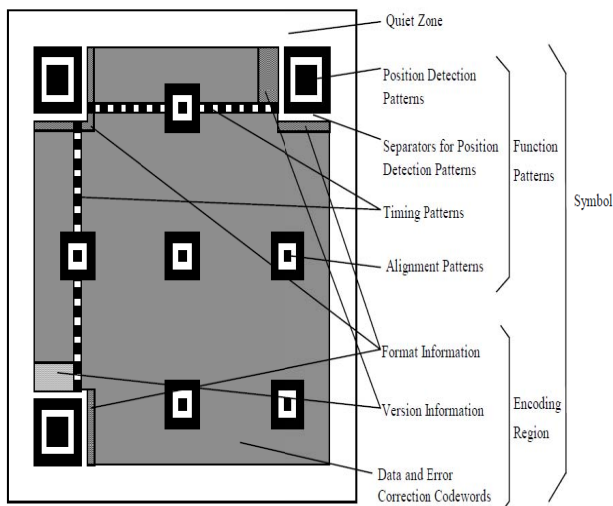 Quiet Zone
Position Detection
Patterns
Separators for Position
Detection Patterns
Function
Patterns
Symbol
Timing Patterns
Alignment Patterns
Format Information
Version Information
Encoding
Region
Data and Error
Correction Codewords